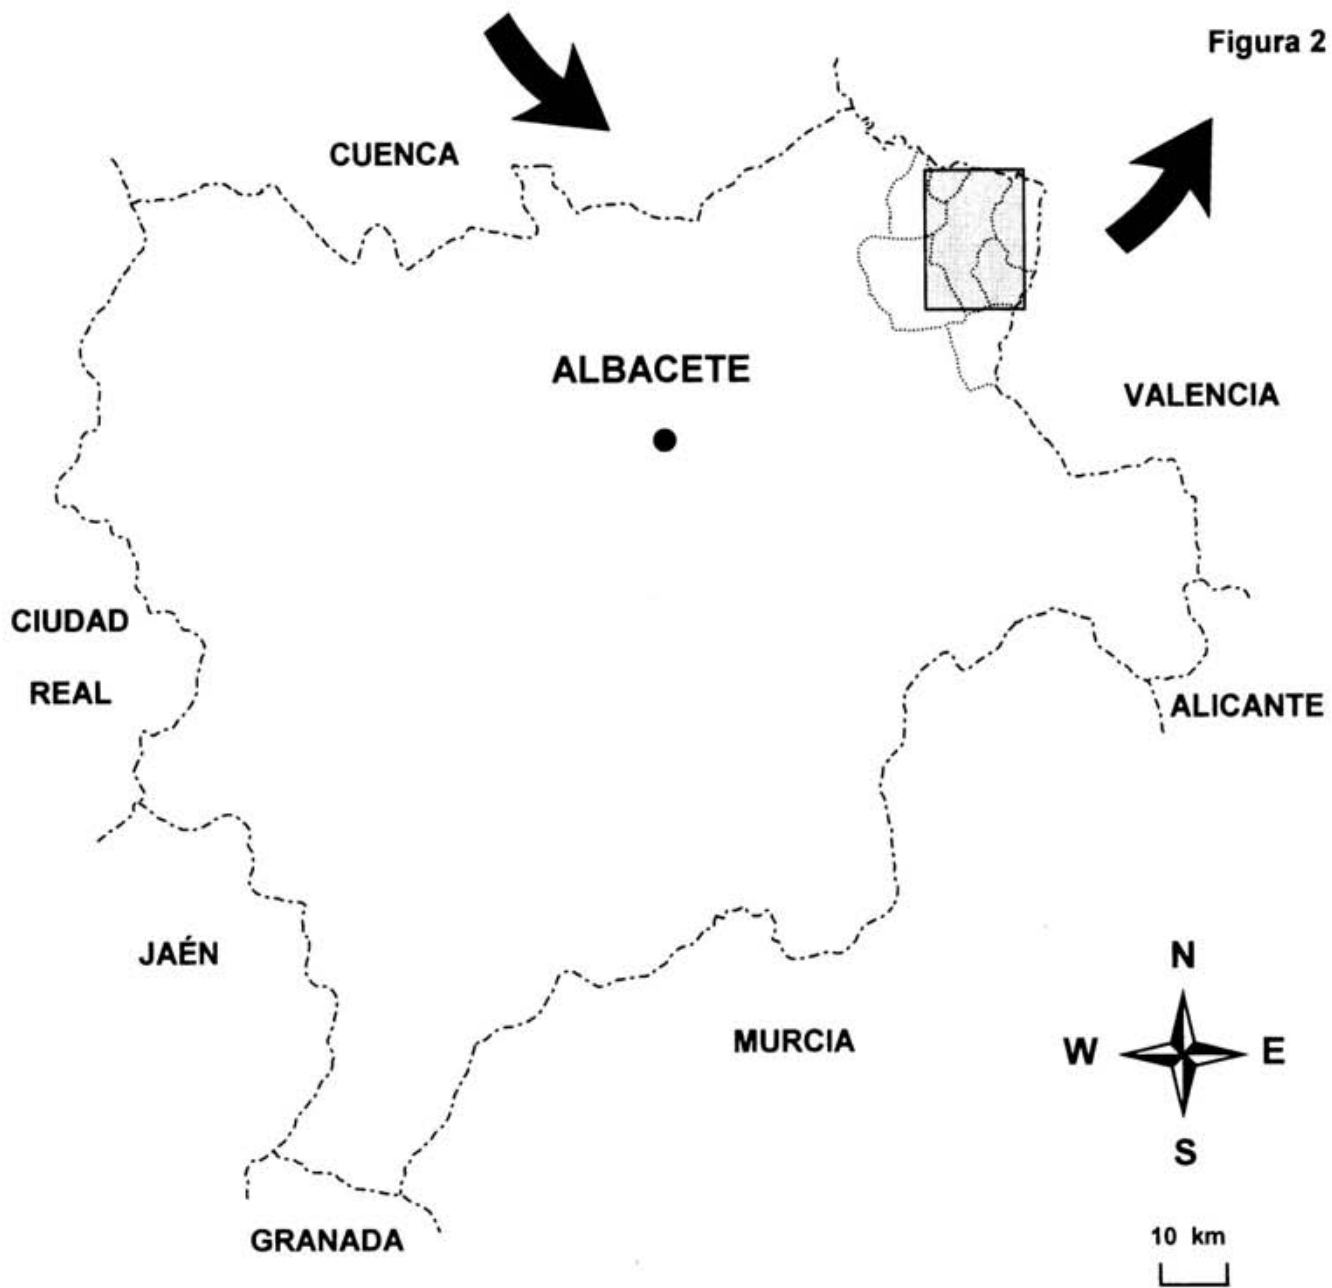 Figura 2
CUENCA
ALBACETE
VALENCIA
CIUDAD
REAL
ALICANTE
JAÉN
N
MURCIA
W
E
S
GRANADA
10 km